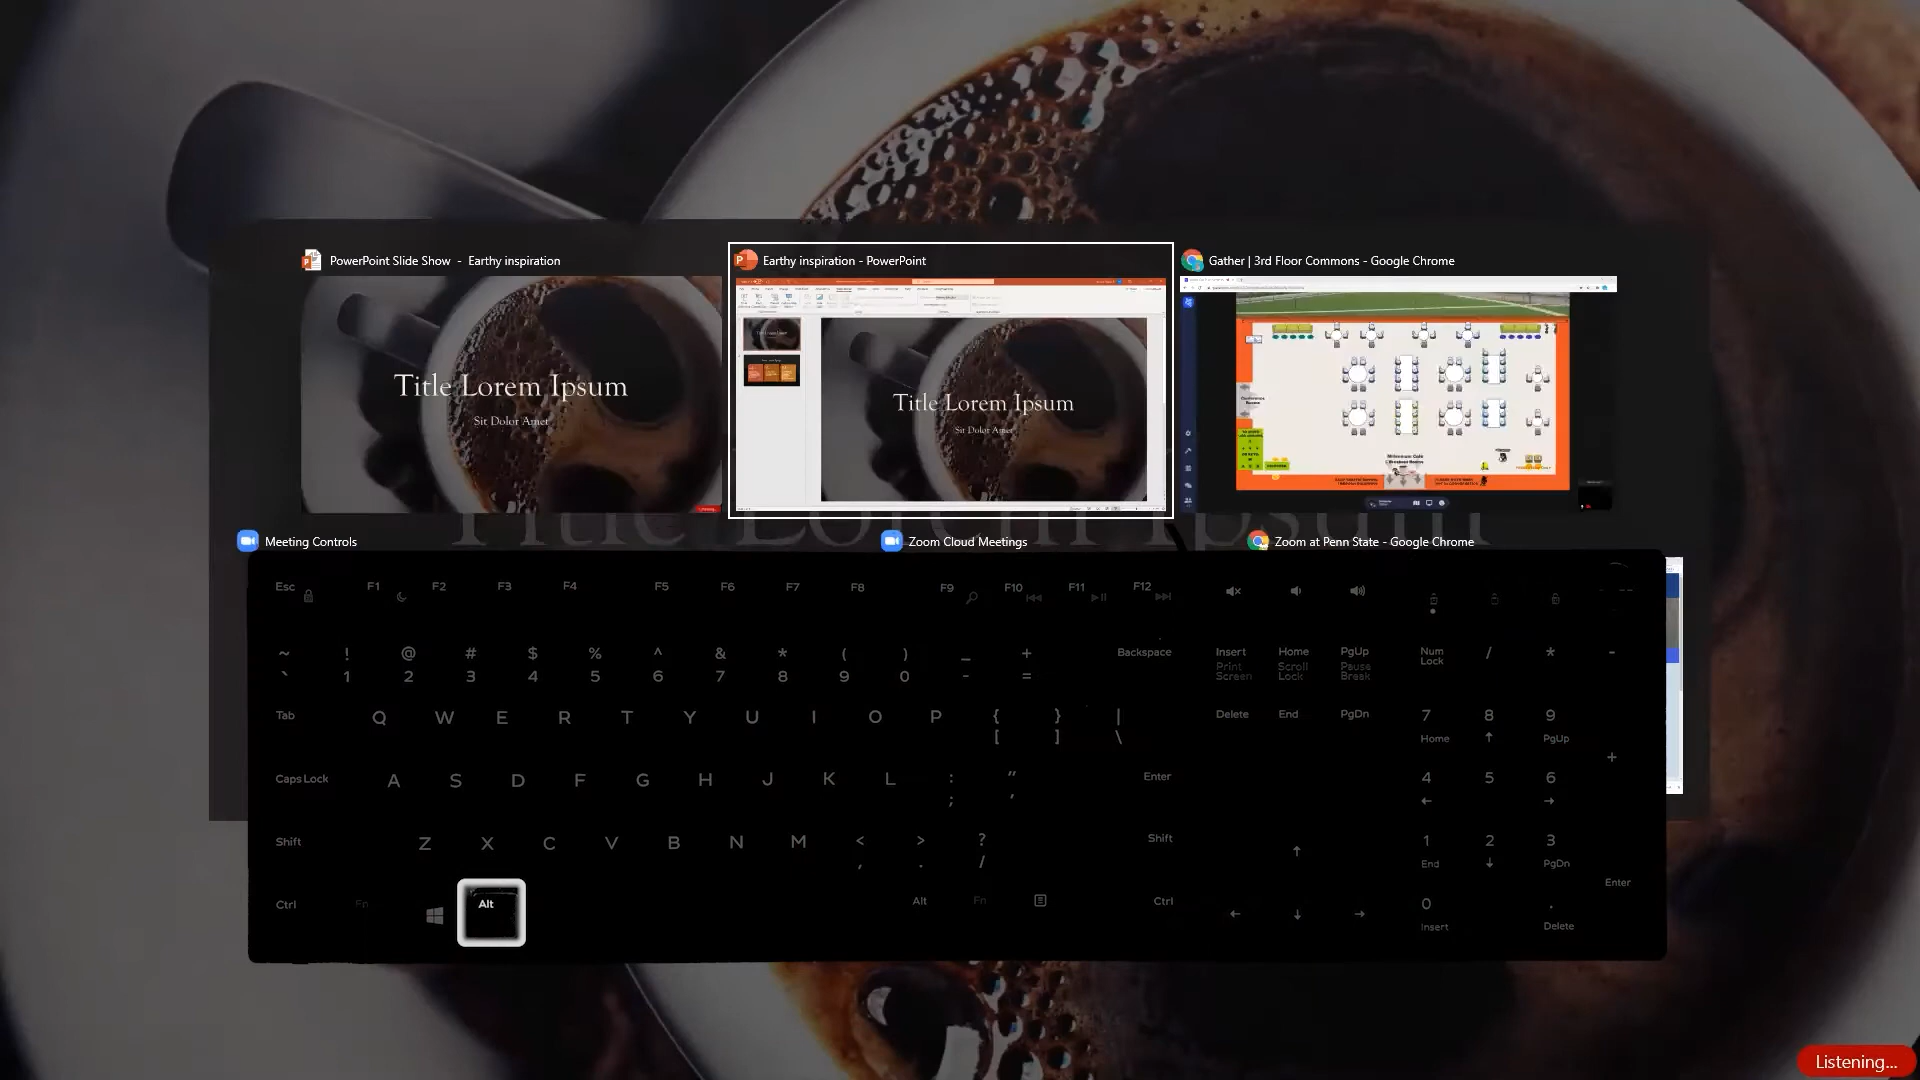 PowerPoint Slide Show - Earthy inspiration
Earthy inspiration - PowerPoint
Gather | 3rd Floor Commons - Google Chrome
Title Lorem Ipsum
Sit Dolor Amet
Title Lorem Ipsum
Sit Dolor Amet
Title Lorem Ipsum
Meeting Controls
Zoom Cloud Meetings
Zoom at Penn State - Google Chrome
Esc F1 F2 F3 F4 F5 F6 F7 F8 F9 F10 F11 F12
~ ! @ # $ % ^ & * ( ) _ + Backspace Insert Home PgUp Num Lock / * -
` 1 2 3 4 5 6 7 8 9 0 - = Print Screen Scroll Lock Pause Break
Tab Q W E R T Y U I O P { } | Delete End PgDn 7 8 9
[ ] \ Home ↑ PgUp
+
Caps Lock A S D F G H J K L : " Enter 4 5 6
; ' ← →
Shift Z X C V B N M < > ? Shift ↑ 1 2 3
, . / End ↓ PgDn
Enter
Ctrl Fn Alt Alt Fn Ctrl ← ↓ → 0 .
Insert Delete
Listening...